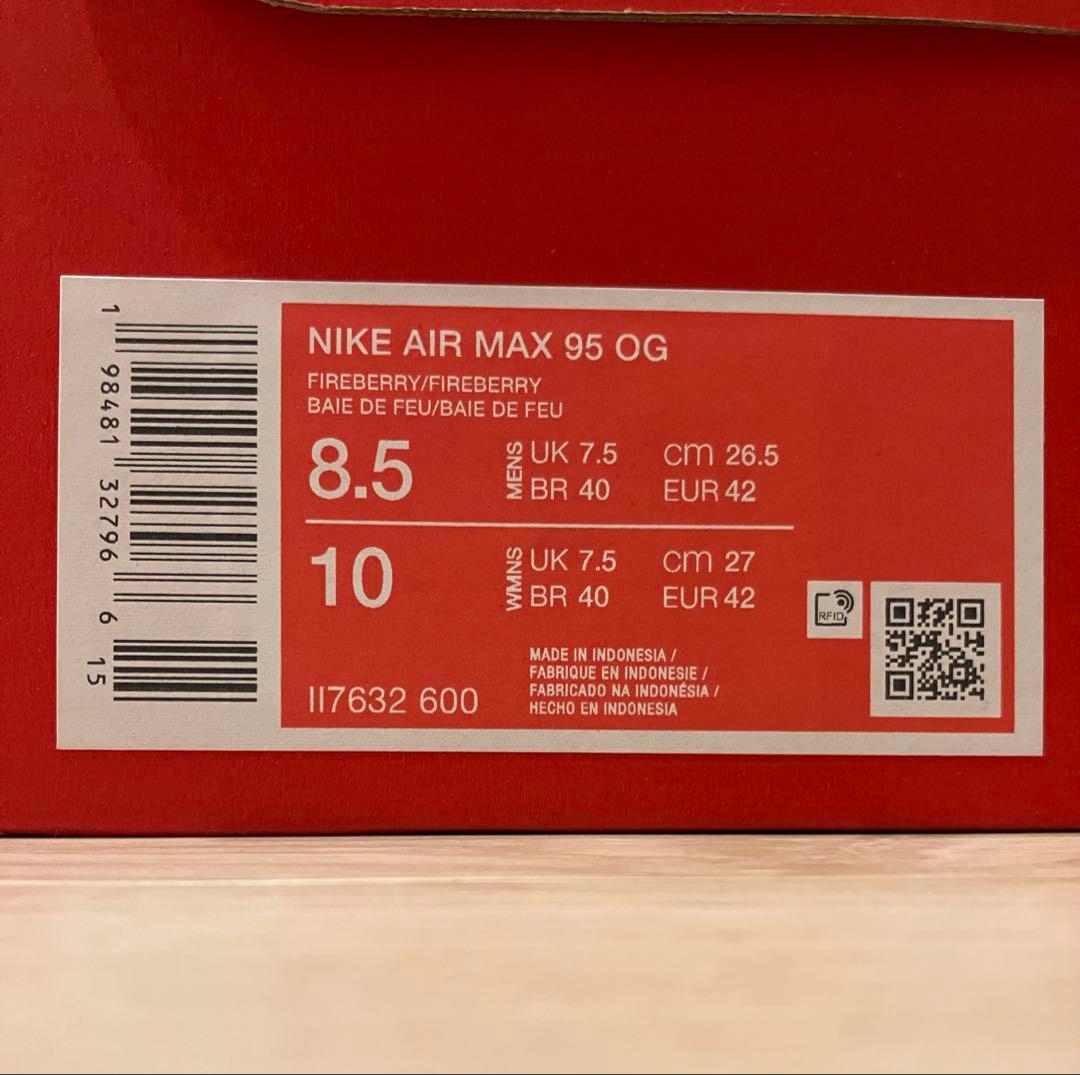 NIKE AIR MAX 95 OG
FIREBERRY/FIREBERRY
BAIE DE FEU/BAIE DE FEU
8.5 MENS UK 7.5 cm 26.5
BR 40 EUR 42
10 WMNS UK 7.5 cm 27
BR 40 EUR 42
MADE IN INDONESIA /
FABRIQUE EN INDONESIE /
FABRICADO NA INDONÉSIA /
HECHO EN INDONESIA
II7632 600
RFID
1 98481 32796 6 15